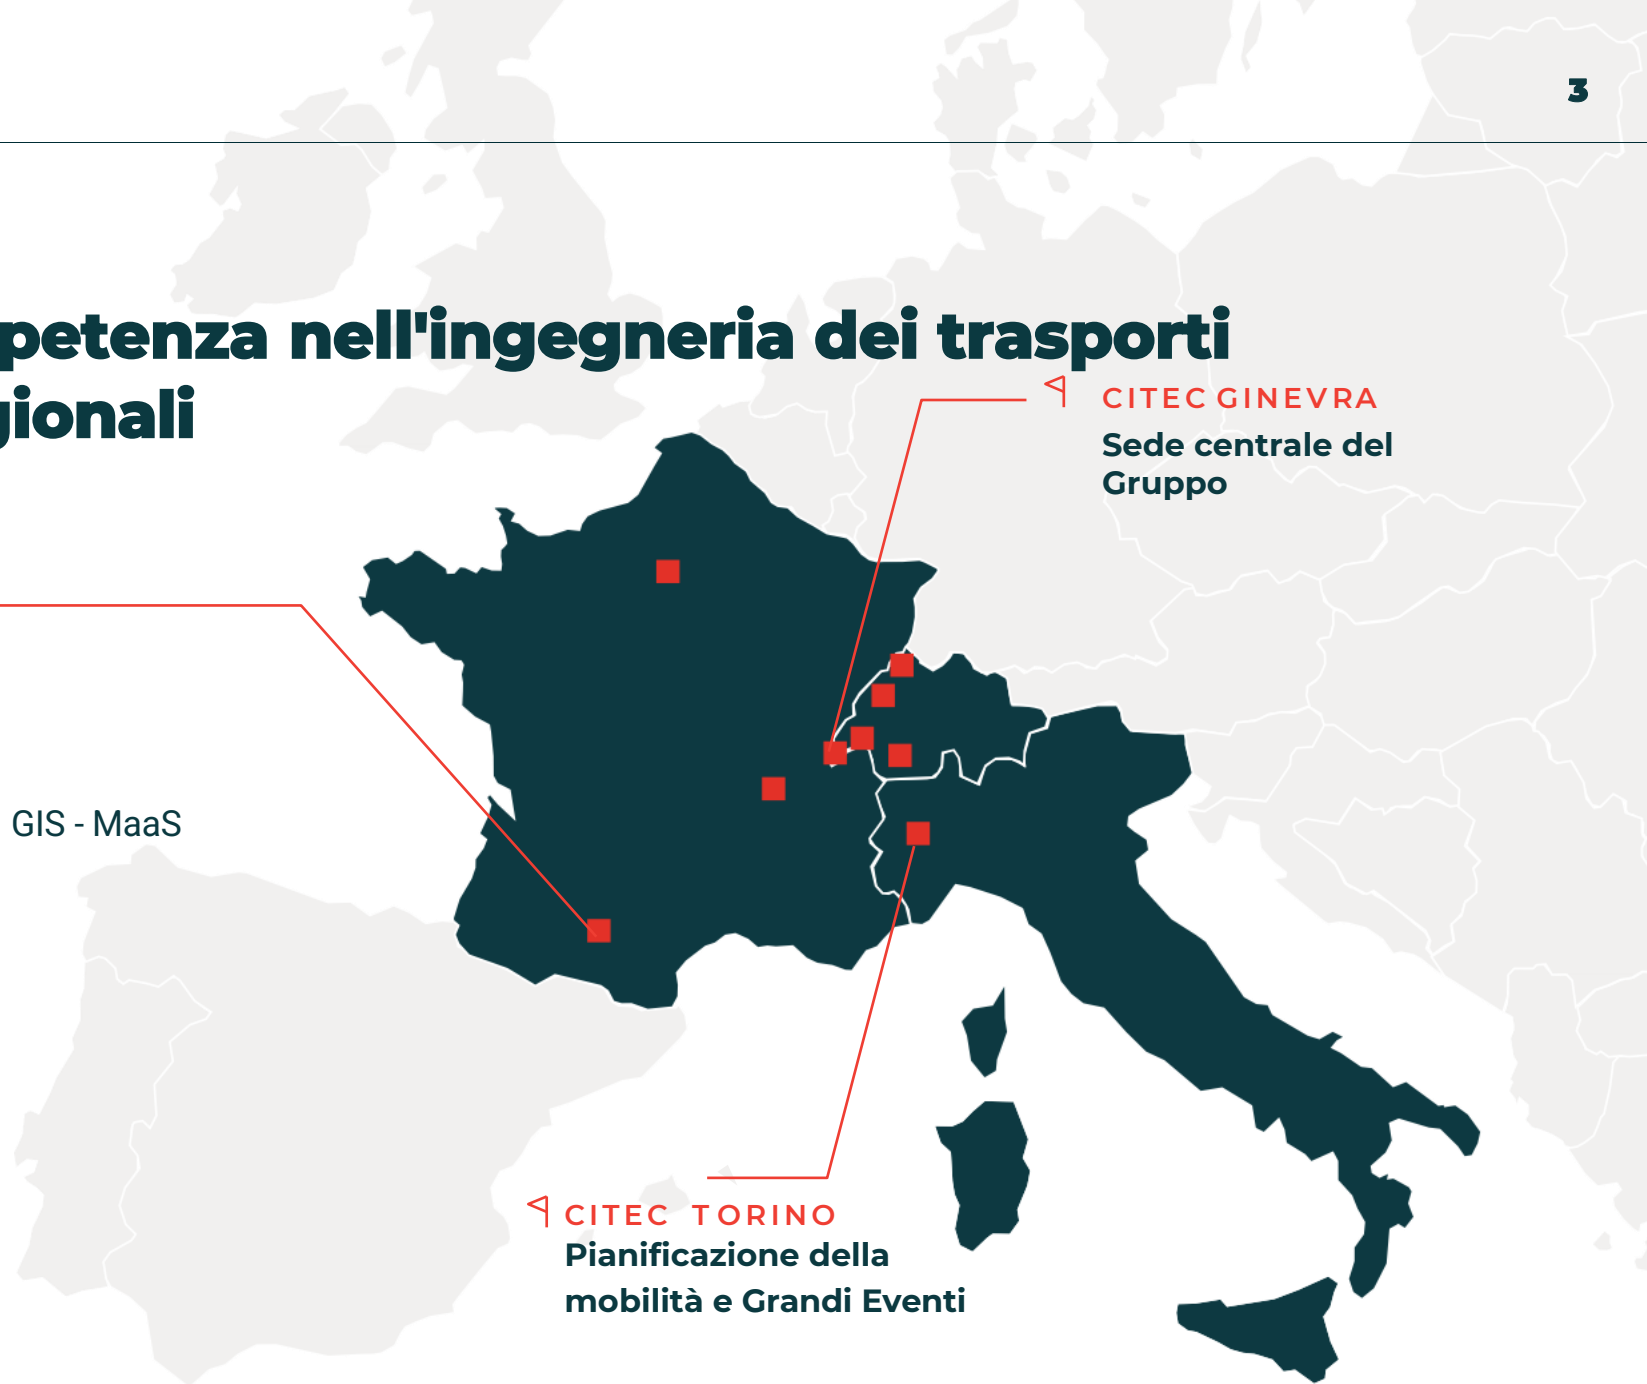 3
petenza nell'ingegneria dei trasporti
gionali
CITEC GINEVRA
Sede centrale del
Gruppo
GIS - MaaS
CITEC TORINO
Pianificazione della
mobilità e Grandi Eventi